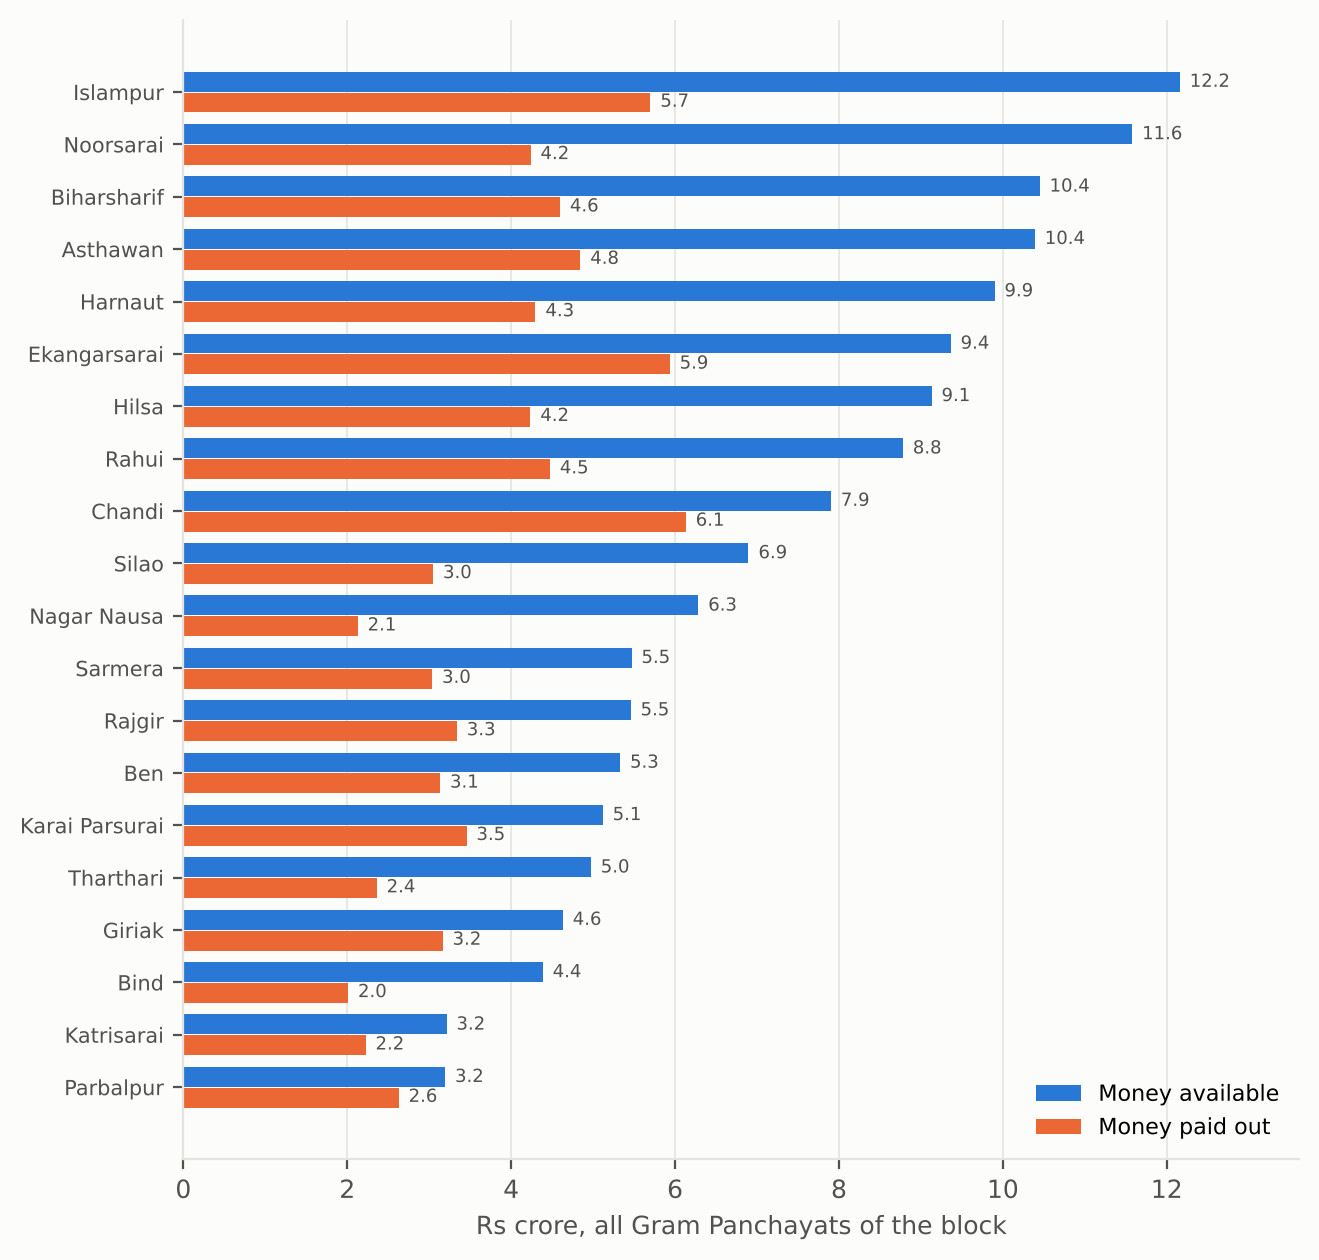 Islampur 12.2
5.7
Noorsarai 11.6
4.2
Biharsharif 10.4
4.6
Asthawan 10.4
4.8
Harnaut 9.9
4.3
Ekangarsarai 9.4
5.9
Hilsa 9.1
4.2
Rahui 8.8
4.5
Chandi 7.9
6.1
Silao 6.9
3.0
Nagar Nausa 6.3
2.1
Sarmera 5.5
3.0
Rajgir 5.5
3.3
Ben 5.3
3.1
Karai Parsurai 5.1
3.5
Tharthari 5.0
2.4
Giriak 4.6
3.2
Bind 4.4
2.0
Katrisarai 3.2
2.2
Parbalpur 3.2
2.6
Money available
Money paid out
0 2 4 6 8 10 12
Rs crore, all Gram Panchayats of the block